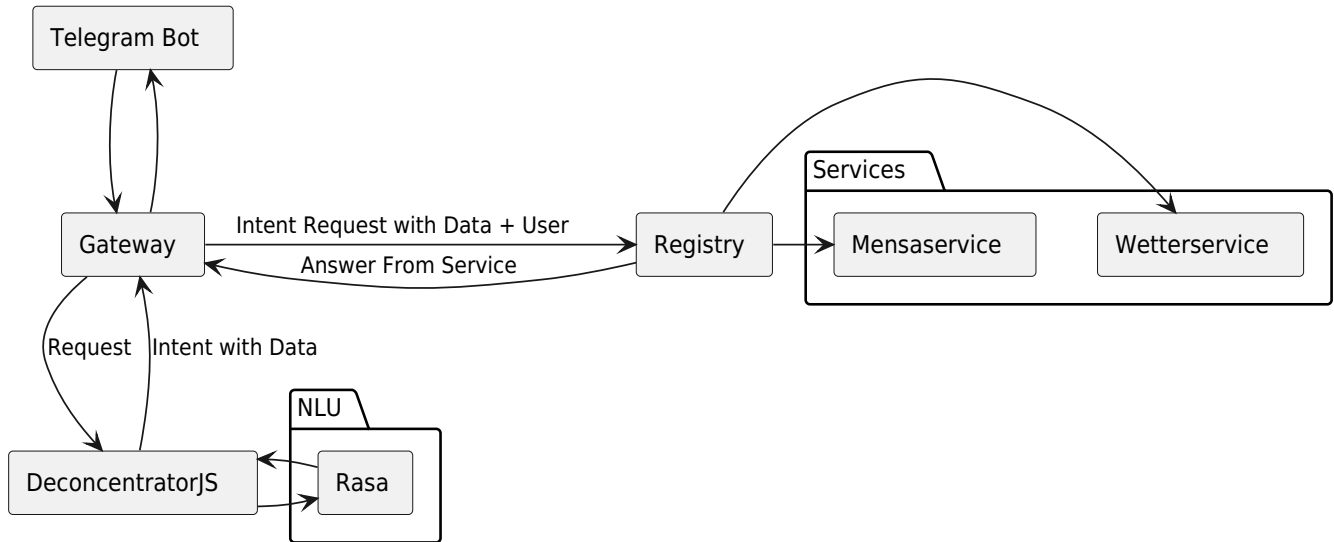 Telegram Bot
Services
Intent Request with Data + User
Gateway
Registry
Mensaservice
Wetterservice
Answer From Service
Request
Intent with Data
NLU
DeconcentratorJS
Rasa